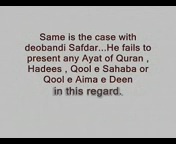 Same is the case with
deobandi Safdar...He fails to
present any Ayat of Quran ,
Hadees , Qool e Sahaba or
Qool e Aima e Deen
in this regard.